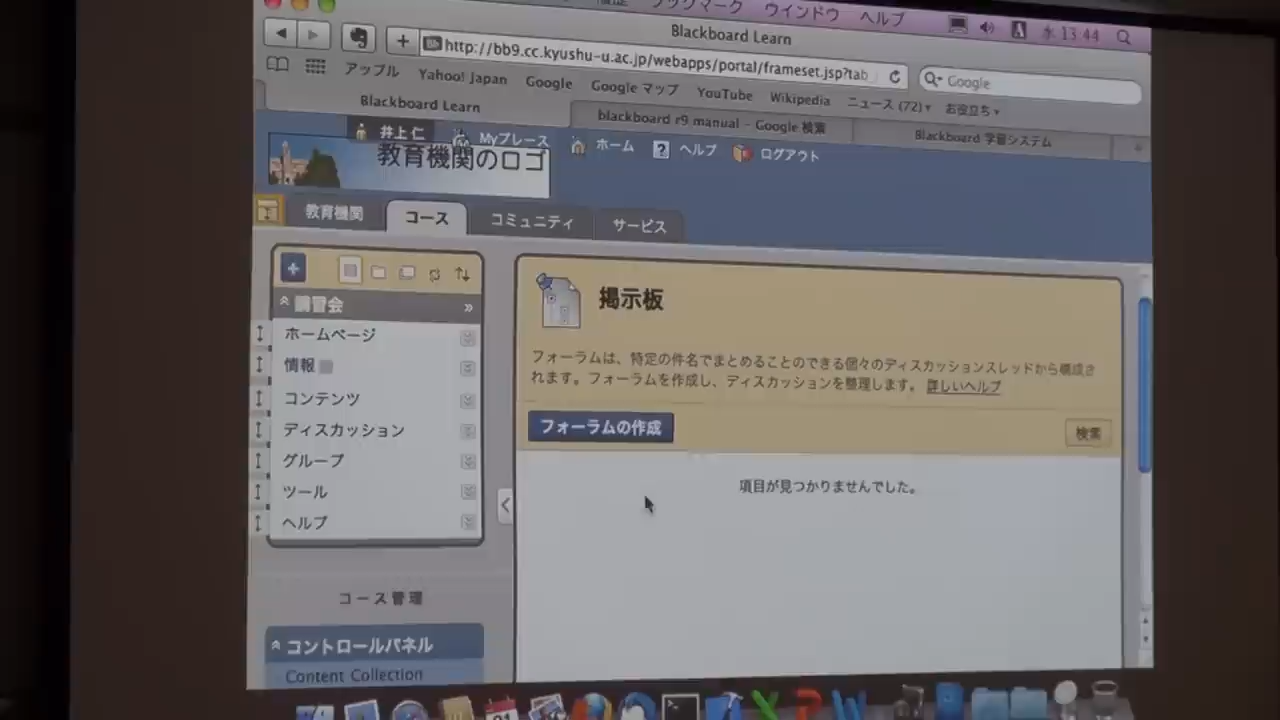 ブックマーク ウインドウ ヘルプ
水 13:44
Blackboard Learn
http://bb9.cc.kyushu-u.ac.jp/webapps/portal/frameset.jsp?tab_
Google
アップル Yahoo! Japan Google Google マップ YouTube Wikipedia ニュース (72)▾ お役立ち▾
Blackboard Learn
blackboard r9 manual - Google 検索
Blackboard 学習システム
井上 仁 Myプレース ホーム ヘルプ ログアウト
教育機関のロゴ
教育機関 コース コミュニティ サービス
講習会
ホームページ
情報
コンテンツ
ディスカッション
グループ
ツール
ヘルプ
コース管理
コントロールパネル
Content Collection
掲示板
フォーラムは、特定の件名でまとめることのできる個々のディスカッションスレッドから構成さ
れます。フォーラムを作成し、ディスカッションを整理します。 詳しいヘルプ
フォーラムの作成
検索
項目が見つかりませんでした。